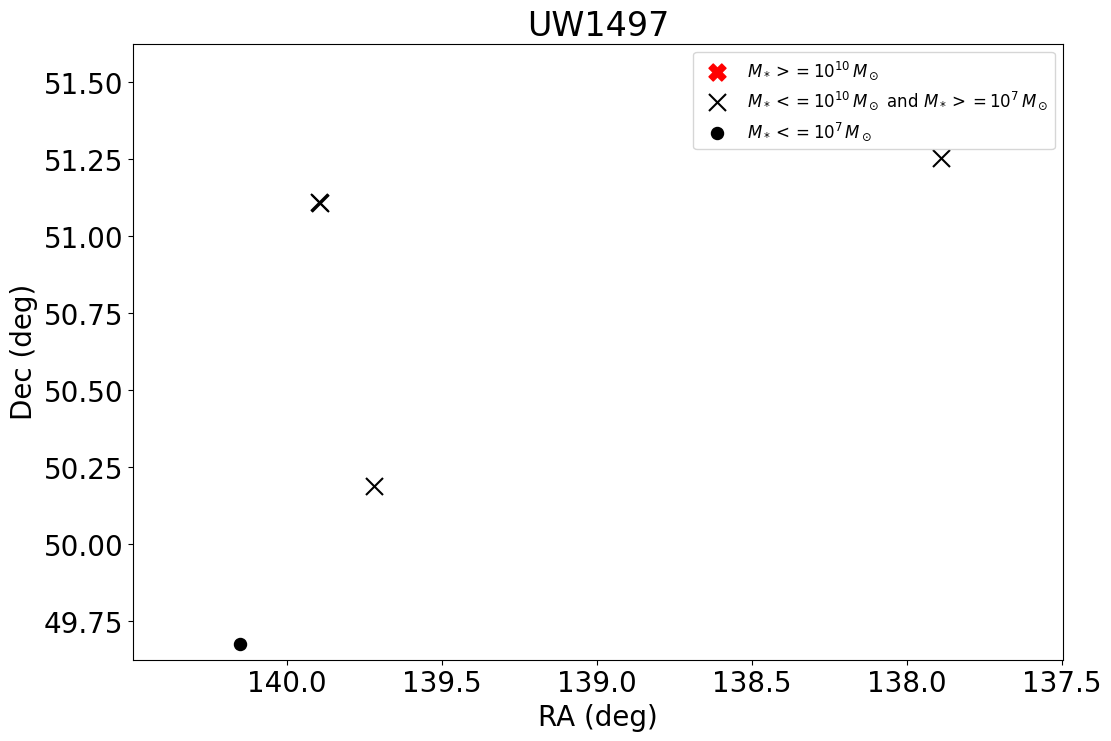 UW1497
M* >= 10^10 M⊙
M* <= 10^10 M⊙ and M* >= 10^7 M⊙
M* <= 10^7 M⊙
51.50
51.25
51.00
50.75
50.50
50.25
50.00
49.75
Dec (deg)
140.0 139.5 139.0 138.5 138.0 137.5
RA (deg)